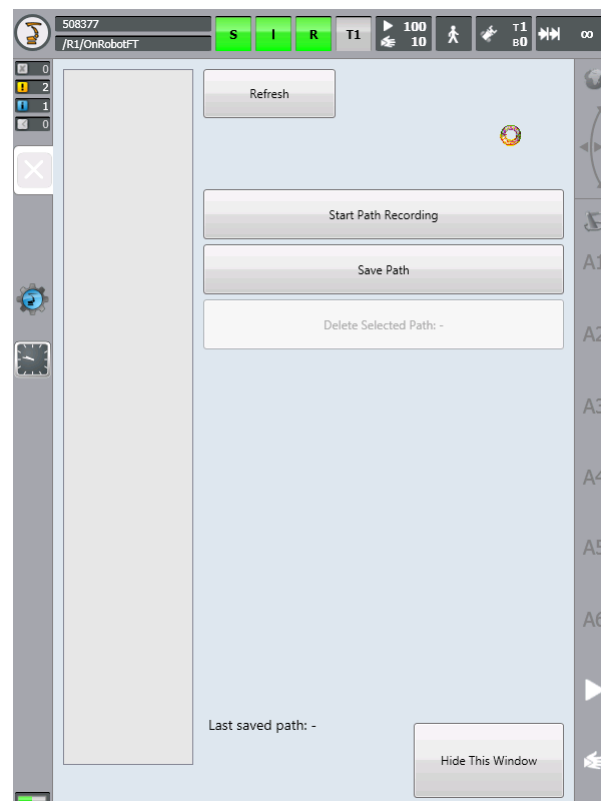 508377
/R1/OnRobotFT
S I R T1 100 10 T1 B0 ∞
0
2
1
0
Refresh
Start Path Recording
Save Path
Delete Selected Path: -
A1
A2
A3
A4
A5
A6
Last saved path: -
Hide This Window